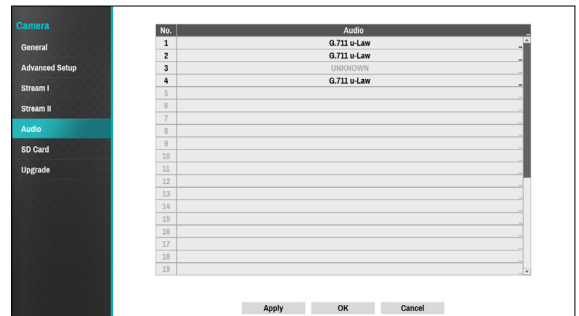 Camera
General
Advanced Setup
Stream I
Stream II
Audio
SD Card
Upgrade
No. Audio
1 G.711 u-Law
2 G.711 u-Law
3 UNKNOWN
4 G.711 u-Law
5
6
7
8
9
10
11
12
13
14
15
16
17
18
19
Apply OK Cancel